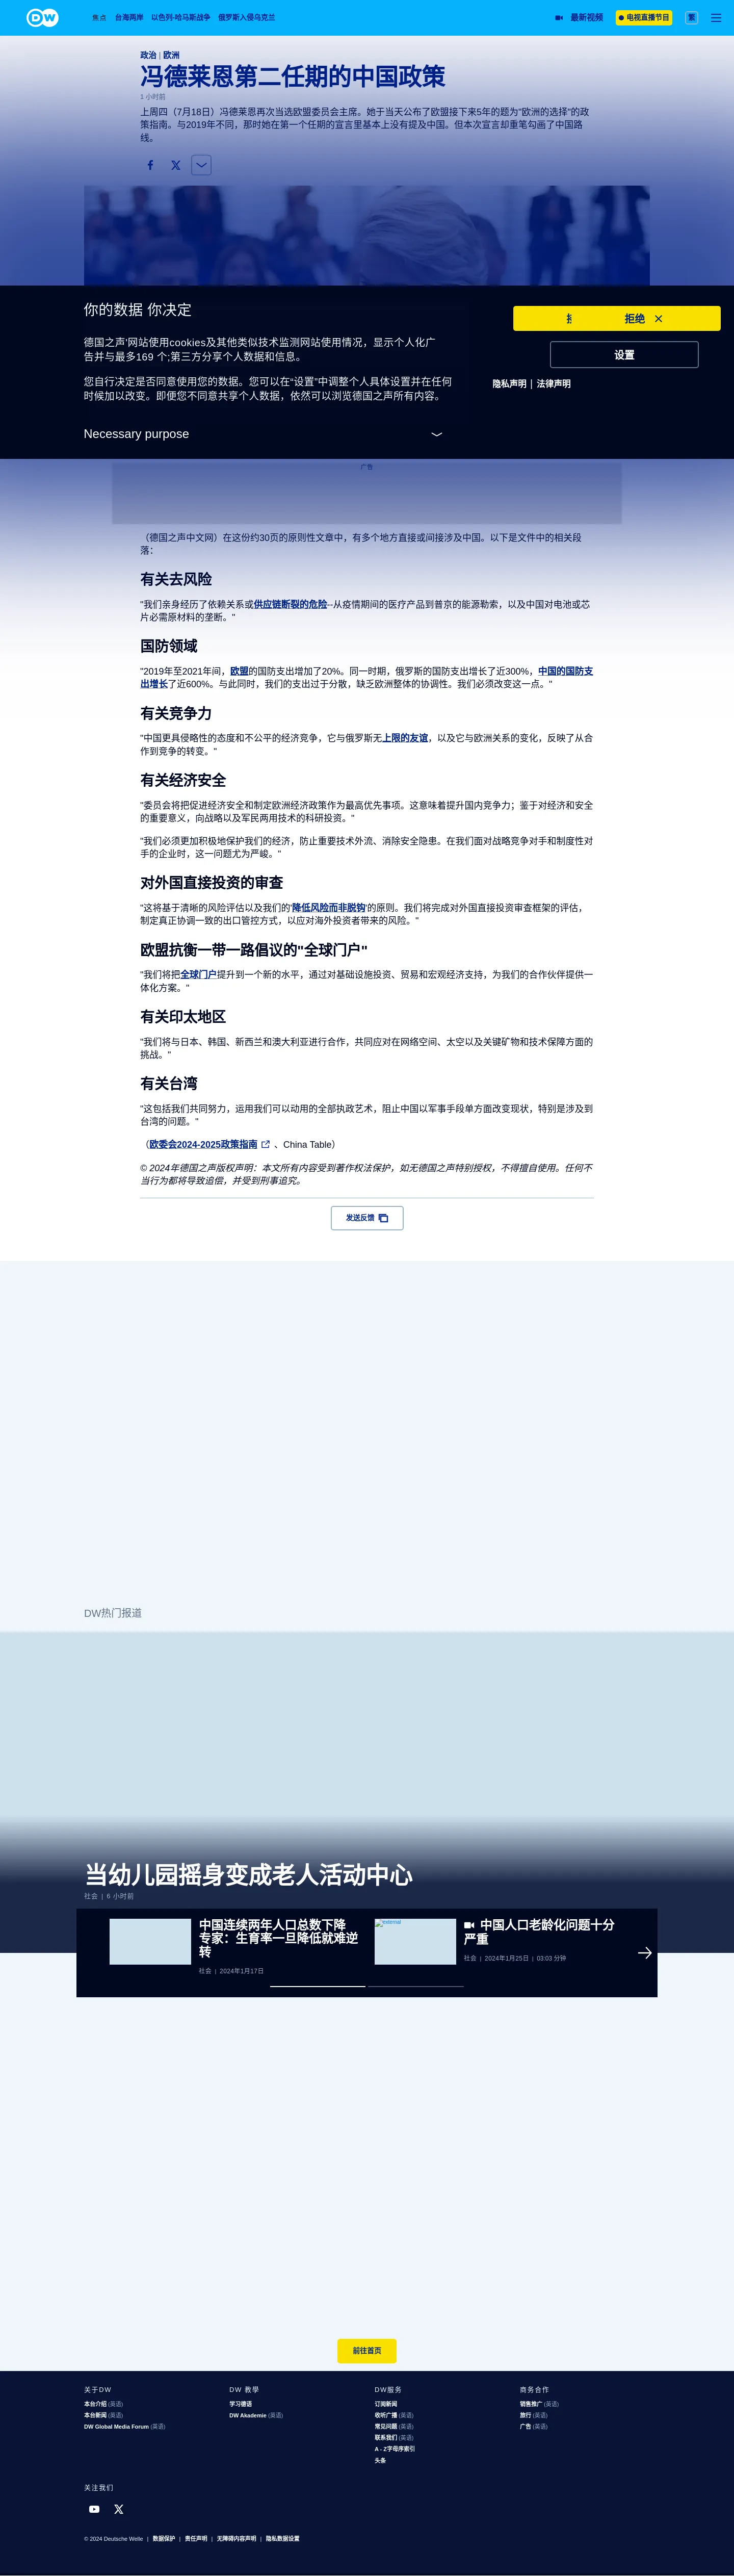 DW
焦点 台海两岸 以色列-哈马斯战争 俄罗斯入侵乌克兰 最新视频 电视直播节目 繁
政治 | 欧洲
冯德莱恩第二任期的中国政策
1 小时前
上周四（7月18日）冯德莱恩再次当选欧盟委员会主席。她于当天公布了欧盟接下来5年的题为"欧洲的选择"的政
策指南。与2019年不同，那时她在第一个任期的宣言里基本上没有提及中国。但本次宣言却重笔勾画了中国路
线。
你的数据 你决定
德国之声'网站使用cookies及其他类似技术监测网站使用情况，显示个人化广
告并与最多169 个;第三方分享个人数据和信息。
您自行决定是否同意使用您的数据。您可以在"设置"中调整个人具体设置并在任何
时候加以改变。即便您不同意共享个人数据，依然可以浏览德国之声所有内容。
Necessary purpose
拒绝
设置
隐私声明 | 法律声明
广告
（德国之声中文网）在这份约30页的原则性文章中，有多个地方直接或间接涉及中国。以下是文件中的相关段
落：
有关去风险
"我们亲身经历了依赖关系或供应链断裂的危险--从疫情期间的医疗产品到普京的能源勒索，以及中国对电池或芯
片必需原材料的垄断。"
国防领域
"2019年至2021年间，欧盟的国防支出增加了20%。同一时期，俄罗斯的国防支出增长了近300%，中国的国防支
出增长了近600%。与此同时，我们的支出过于分散，缺乏欧洲整体的协调性。我们必须改变这一点。"
有关竞争力
"中国更具侵略性的态度和不公平的经济竞争，它与俄罗斯无上限的友谊，以及它与欧洲关系的变化，反映了从合
作到竞争的转变。"
有关经济安全
"委员会将把促进经济安全和制定欧洲经济政策作为最高优先事项。这意味着提升国内竞争力；鉴于对经济和安全
的重要意义，向战略以及军民两用技术的科研投资。"
"我们必须更加积极地保护我们的经济，防止重要技术外流、消除安全隐患。在我们面对战略竞争对手和制度性对
手的企业时，这一问题尤为严峻。"
对外国直接投资的审查
"这将基于清晰的风险评估以及我们的'降低风险而非脱钩'的原则。我们将完成对外国直接投资审查框架的评估，
制定真正协调一致的出口管控方式，以应对海外投资者带来的风险。"
欧盟抗衡一带一路倡议的"全球门户"
"我们将把全球门户提升到一个新的水平，通过对基础设施投资、贸易和宏观经济支持，为我们的合作伙伴提供一
体化方案。"
有关印太地区
"我们将与日本、韩国、新西兰和澳大利亚进行合作，共同应对在网络空间、太空以及关键矿物和技术保障方面的
挑战。"
有关台湾
"这包括我们共同努力，运用我们可以动用的全部执政艺术，阻止中国以军事手段单方面改变现状，特别是涉及到
台湾的问题。"
（欧委会2024-2025政策指南 、China Table）
© 2024年德国之声版权声明：本文所有内容受到著作权法保护，如无德国之声特别授权，不得擅自使用。任何不
当行为都将导致追偿，并受到刑事追究。
发送反馈
DW热门报道
当幼儿园摇身变成老人活动中心
社会 | 6 小时前
中国连续两年人口总数下降
专家：生育率一旦降低就难逆
转
社会 | 2024年1月17日
external
中国人口老龄化问题十分
严重
社会 | 2024年1月25日 | 03:03 分钟
前往首页
关于DW
本台介绍 (英语)
本台新闻 (英语)
DW Global Media Forum (英语)
DW 教學
学习德语
DW Akademie (英语)
DW服务
订阅新闻
收听广播 (英语)
常见问题 (英语)
联系我们 (英语)
A - Z字母序索引
头条
商务合作
销售推广 (英语)
旅行 (英语)
广告 (英语)
关注我们
© 2024 Deutsche Welle | 数据保护 | 责任声明 | 无障碍内容声明 | 隐私数据设置